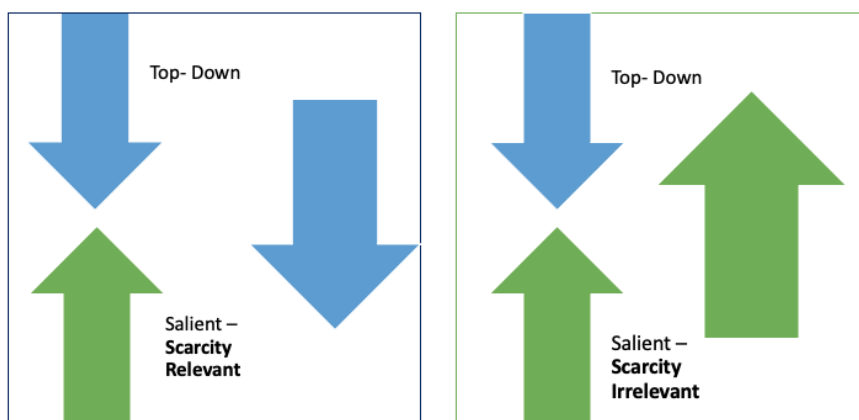 Top- Down
Salient –
Scarcity
Relevant
Top- Down
Salient –
Scarcity
Irrelevant